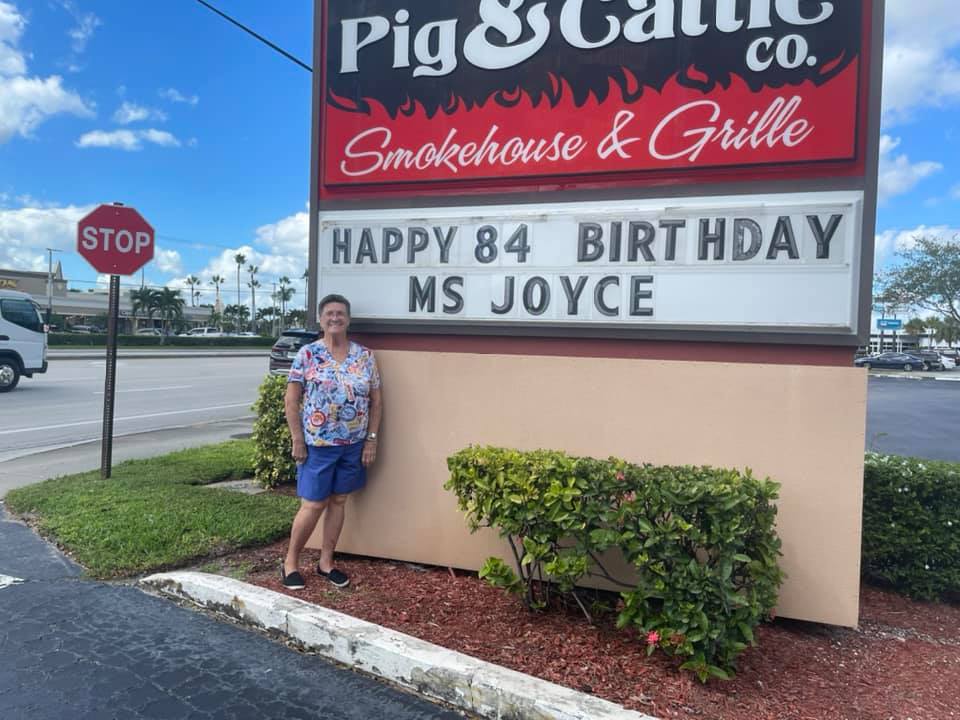 Pig & Cattle
co.
Smokehouse & Grille
HAPPY 84 BIRTHDAY
MS JOYCE
STOP